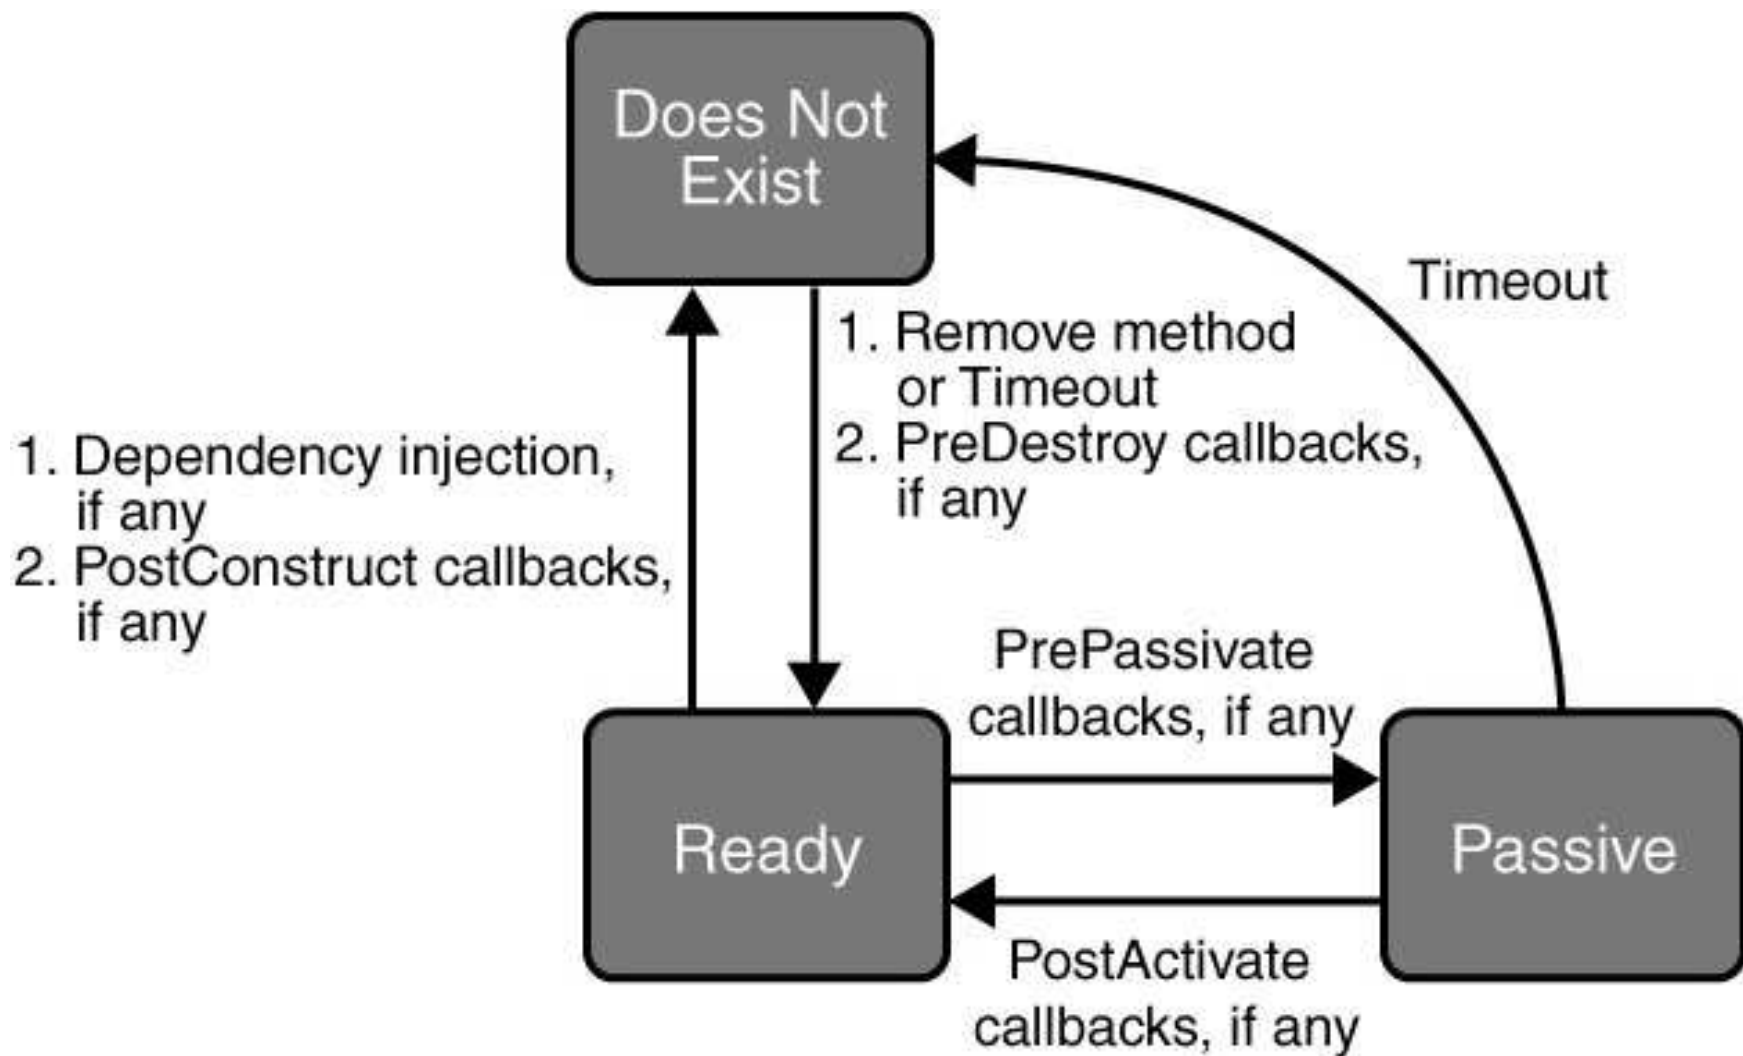 Does Not
Exist
Timeout
1. Remove method
or Timeout
2. PreDestroy callbacks,
if any
1. Dependency injection,
if any
2. PostConstruct callbacks,
if any
PrePassivate
callbacks, if any
Ready
Passive
PostActivate
callbacks, if any